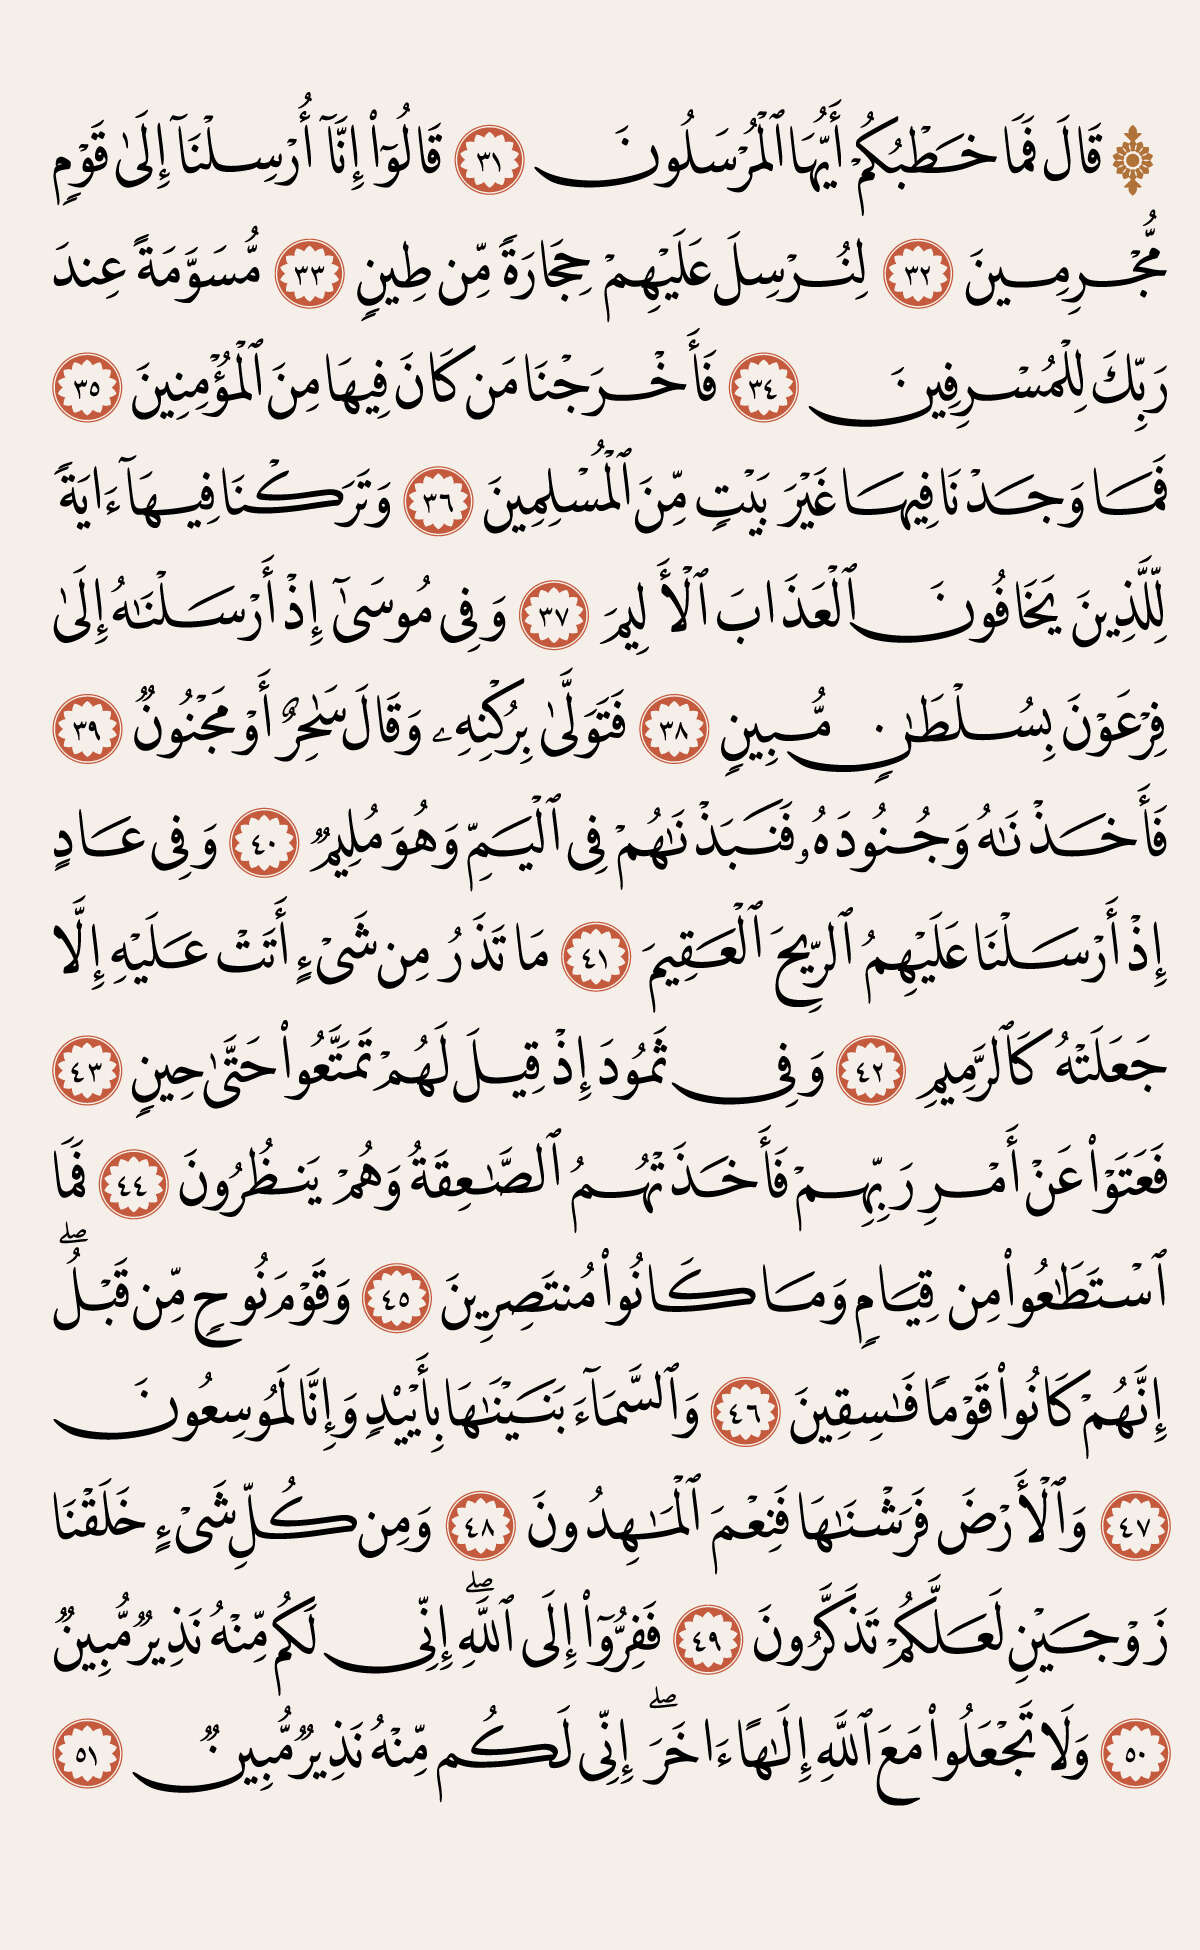 ۞ قَالَ فَمَا خَطْبُكُمْ أَيُّهَا ٱلْمُرْسَلُونَ ٣١ قَالُوٓا۟ إِنَّآ أُرْسِلْنَآ إِلَىٰ قَوْمٍ
مُّجْرِمِينَ ٣٢ لِنُرْسِلَ عَلَيْهِمْ حِجَارَةً مِّن طِينٍ ٣٣ مُّسَوَّمَةً عِندَ
رَبِّكَ لِلْمُسْرِفِينَ ٣٤ فَأَخْرَجْنَا مَن كَانَ فِيهَا مِنَ ٱلْمُؤْمِنِينَ ٣٥
فَمَا وَجَدْنَا فِيهَا غَيْرَ بَيْتٍ مِّنَ ٱلْمُسْلِمِينَ ٣٦ وَتَرَكْنَا فِيهَآ ءَايَةً
لِّلَّذِينَ يَخَافُونَ ٱلْعَذَابَ ٱلْأَلِيمَ ٣٧ وَفِى مُوسَىٰٓ إِذْ أَرْسَلْنَـٰهُ إِلَىٰ
فِرْعَوْنَ بِسُلْطَـٰنٍ مُّبِينٍ ٣٨ فَتَوَلَّىٰ بِرُكْنِهِۦ وَقَالَ سَـٰحِرٌ أَوْ مَجْنُونٌ ٣٩
فَأَخَذْنَـٰهُ وَجُنُودَهُۥ فَنَبَذْنَـٰهُمْ فِى ٱلْيَمِّ وَهُوَ مُلِيمٌ ٤٠ وَفِى عَادٍ
إِذْ أَرْسَلْنَا عَلَيْهِمُ ٱلرِّيحَ ٱلْعَقِيمَ ٤١ مَا تَذَرُ مِن شَىْءٍ أَتَتْ عَلَيْهِ إِلَّا
جَعَلَتْهُ كَٱلرَّمِيمِ ٤٢ وَفِى ثَمُودَ إِذْ قِيلَ لَهُمْ تَمَتَّعُوا۟ حَتَّىٰ حِينٍ ٤٣
فَعَتَوْا۟ عَنْ أَمْرِ رَبِّهِمْ فَأَخَذَتْهُمُ ٱلصَّـٰعِقَةُ وَهُمْ يَنظُرُونَ ٤٤ فَمَا
ٱسْتَطَـٰعُوا۟ مِن قِيَامٍ وَمَا كَانُوا۟ مُنتَصِرِينَ ٤٥ وَقَوْمَ نُوحٍ مِّن قَبْلُ ۖ
إِنَّهُمْ كَانُوا۟ قَوْمًا فَـٰسِقِينَ ٤٦ وَٱلسَّمَآءَ بَنَيْنَـٰهَا بِأَيْي۟دٍ وَإِنَّا لَمُوسِعُونَ
٤٧ وَٱلْأَرْضَ فَرَشْنَـٰهَا فَنِعْمَ ٱلْمَـٰهِدُونَ ٤٨ وَمِن كُلِّ شَىْءٍ خَلَقْنَا
زَوْجَيْنِ لَعَلَّكُمْ تَذَكَّرُونَ ٤٩ فَفِرُّوٓا۟ إِلَى ٱللَّهِ ۖ إِنِّى لَكُم مِّنْهُ نَذِيرٌ مُّبِينٌ
٥٠ وَلَا تَجْعَلُوا۟ مَعَ ٱللَّهِ إِلَـٰهًا ءَاخَرَ ۖ إِنِّى لَكُم مِّنْهُ نَذِيرٌ مُّبِينٌ ٥١